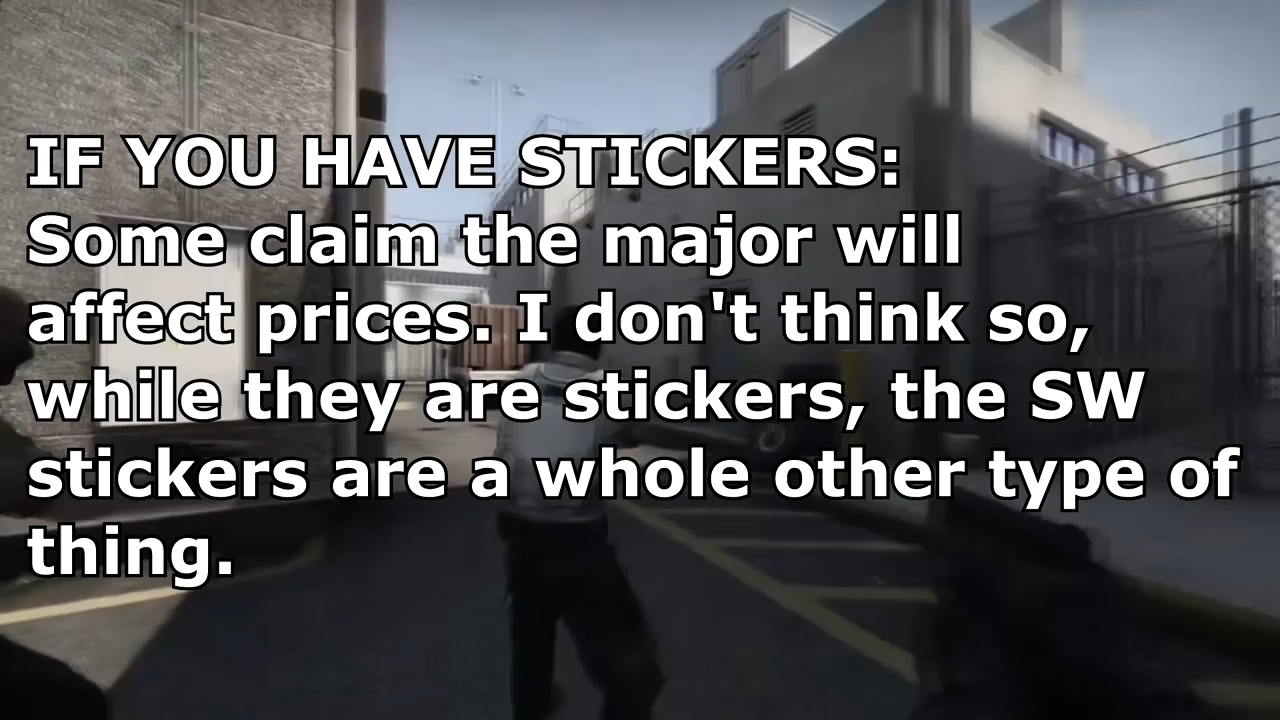 IF YOU HAVE STICKERS:
Some claim the major will
affect prices. I don't think so,
while they are stickers, the SW
stickers are a whole other type of
thing.